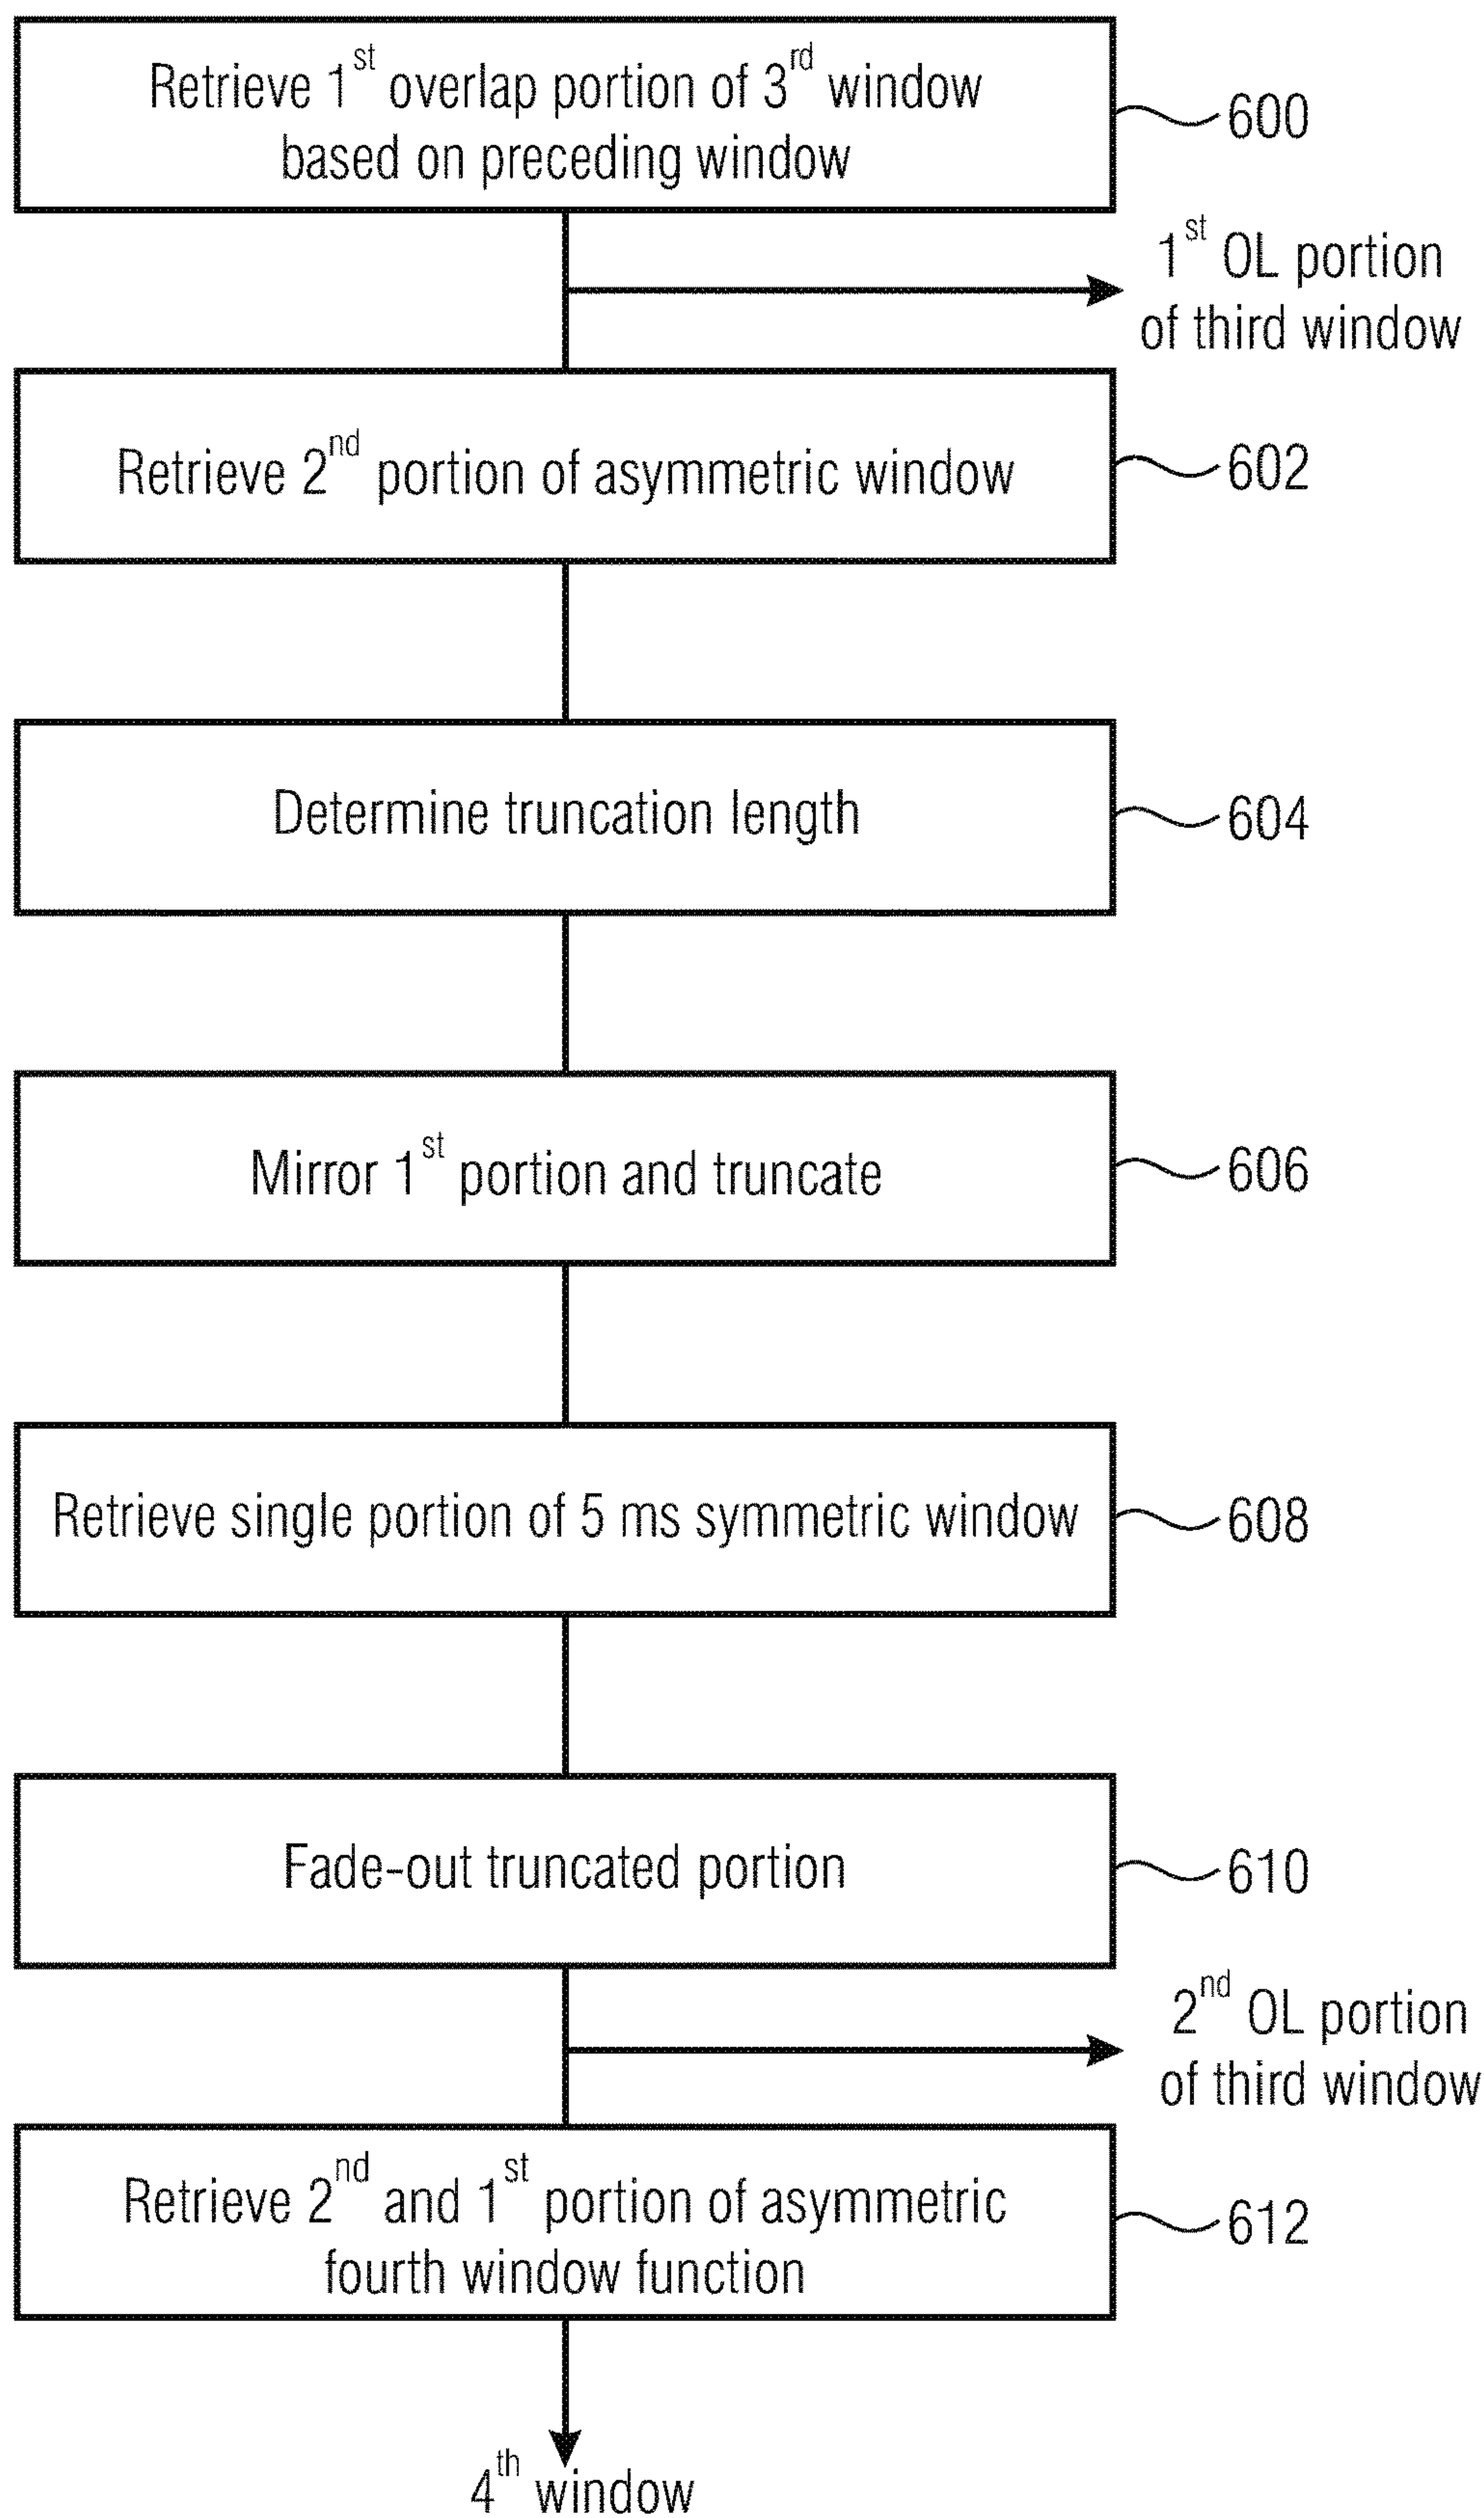 Retrieve 1st overlap portion of 3rd window
based on preceding window
600
1st OL portion
of third window
Retrieve 2nd portion of asymmetric window
602
Determine truncation length
604
Mirror 1st portion and truncate
606
Retrieve single portion of 5 ms symmetric window
608
Fade-out truncated portion
610
2nd OL portion
of third window
Retrieve 2nd and 1st portion of asymmetric
fourth window function
612
4th window